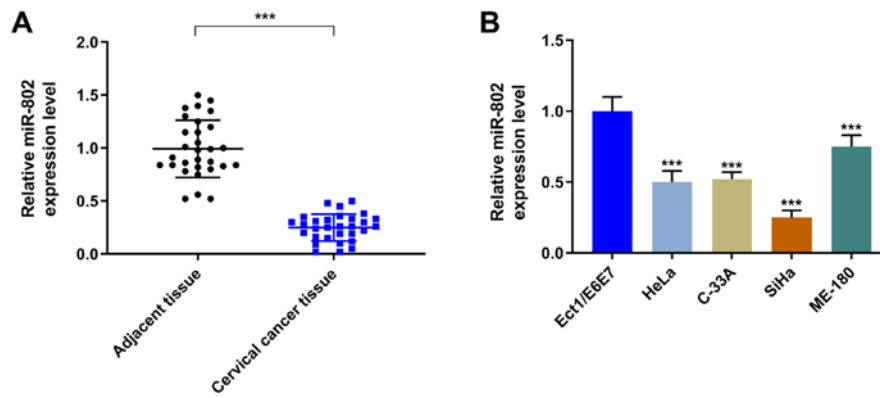 A
***
Relative miR-802
expression level
2.0
1.5
1.0
0.5
0.0
Adjacent tissue
Cervical cancer tissue
B
Relative miR-802
expression level
1.5
1.0
0.5
0.0
***
***
***
***
Ect1/E6E7
HeLa
C-33A
SiHa
ME-180